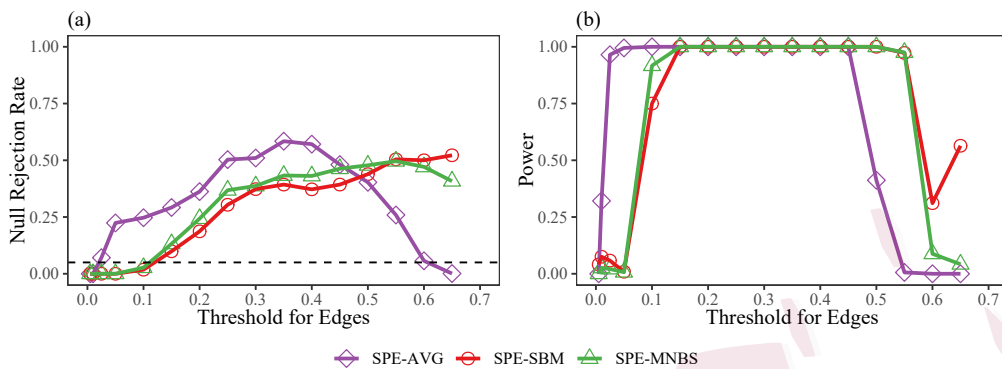 (a)
Null Rejection Rate
1.00
0.75
0.50
0.25
0.00
0.0 0.1 0.2 0.3 0.4 0.5 0.6 0.7
Threshold for Edges
(b)
Power
1.00
0.75
0.50
0.25
0.00
0.0 0.1 0.2 0.3 0.4 0.5 0.6 0.7
Threshold for Edges
SPE-AVG SPE-SBM SPE-MNBS